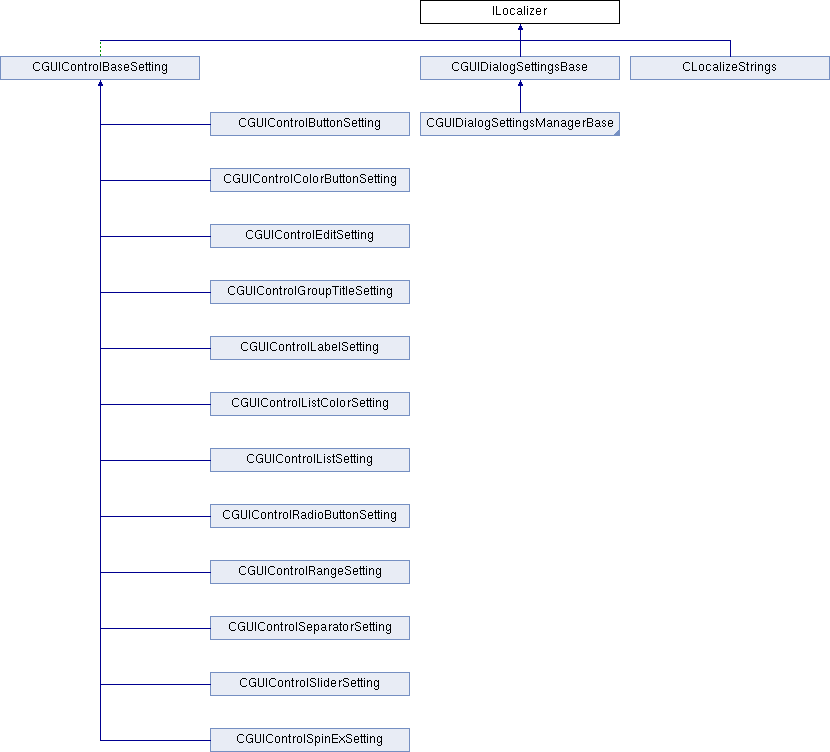 ILocalizer
CGUIControlBaseSetting
CGUIDialogSettingsBase
CLocalizeStrings
CGUIControlButtonSetting
CGUIDialogSettingsManagerBase
CGUIControlColorButtonSetting
CGUIControlEditSetting
CGUIControlGroupTitleSetting
CGUIControlLabelSetting
CGUIControlListColorSetting
CGUIControlListSetting
CGUIControlRadioButtonSetting
CGUIControlRangeSetting
CGUIControlSeparatorSetting
CGUIControlSliderSetting
CGUIControlSpinExSetting